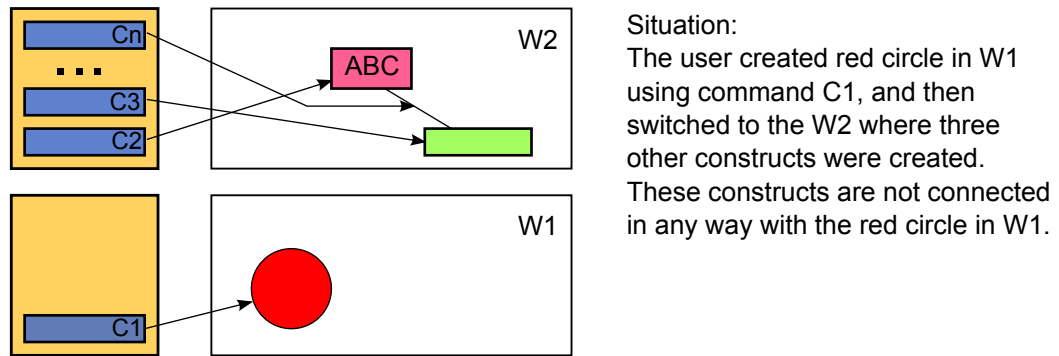 Cn
...
C3
C2
ABC
W2
C1
W1
Situation:
The user created red circle in W1
using command C1, and then
switched to the W2 where three
other constructs were created.
These constructs are not connected
in any way with the red circle in W1.